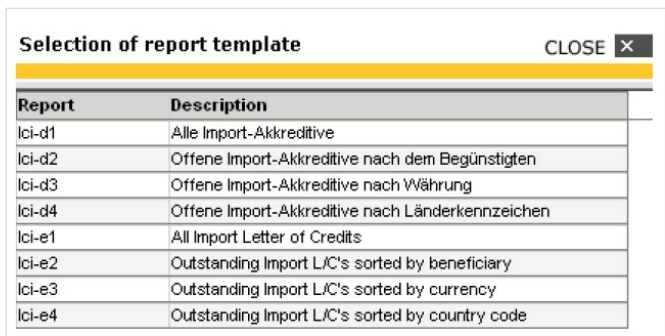 Selection of report template CLOSE X
Report Description
lci-d1 Alle Import-Akkreditive
lci-d2 Offene Import-Akkreditive nach dem Begünstigten
lci-d3 Offene Import-Akkreditive nach Währung
lci-d4 Offene Import-Akkreditive nach Länderkennzeichen
lci-e1 All Import Letter of Credits
lci-e2 Outstanding Import L/C's sorted by beneficiary
lci-e3 Outstanding Import L/C's sorted by currency
lci-e4 Outstanding Import L/C's sorted by country code